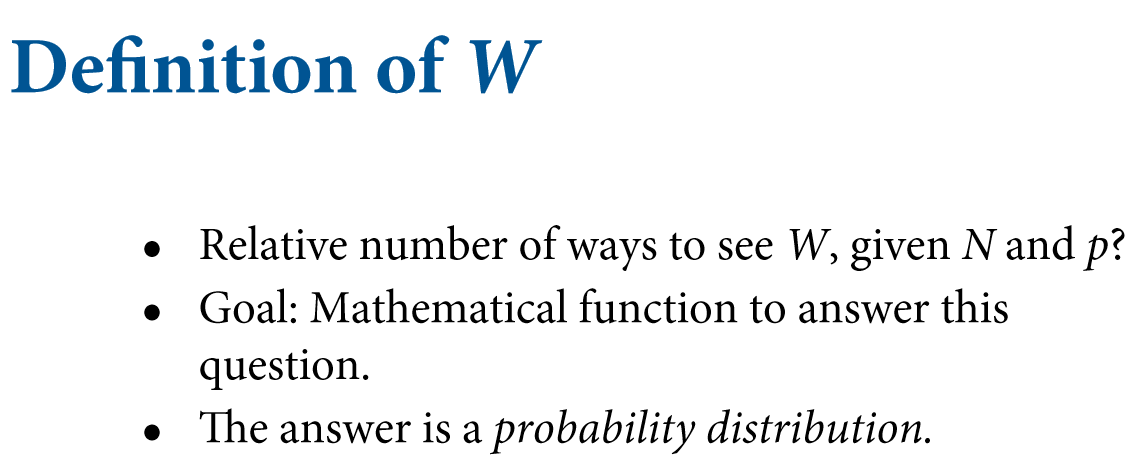 Definition of W
• Relative number of ways to see W, given N and p?
• Goal: Mathematical function to answer this
question.
• The answer is a probability distribution.